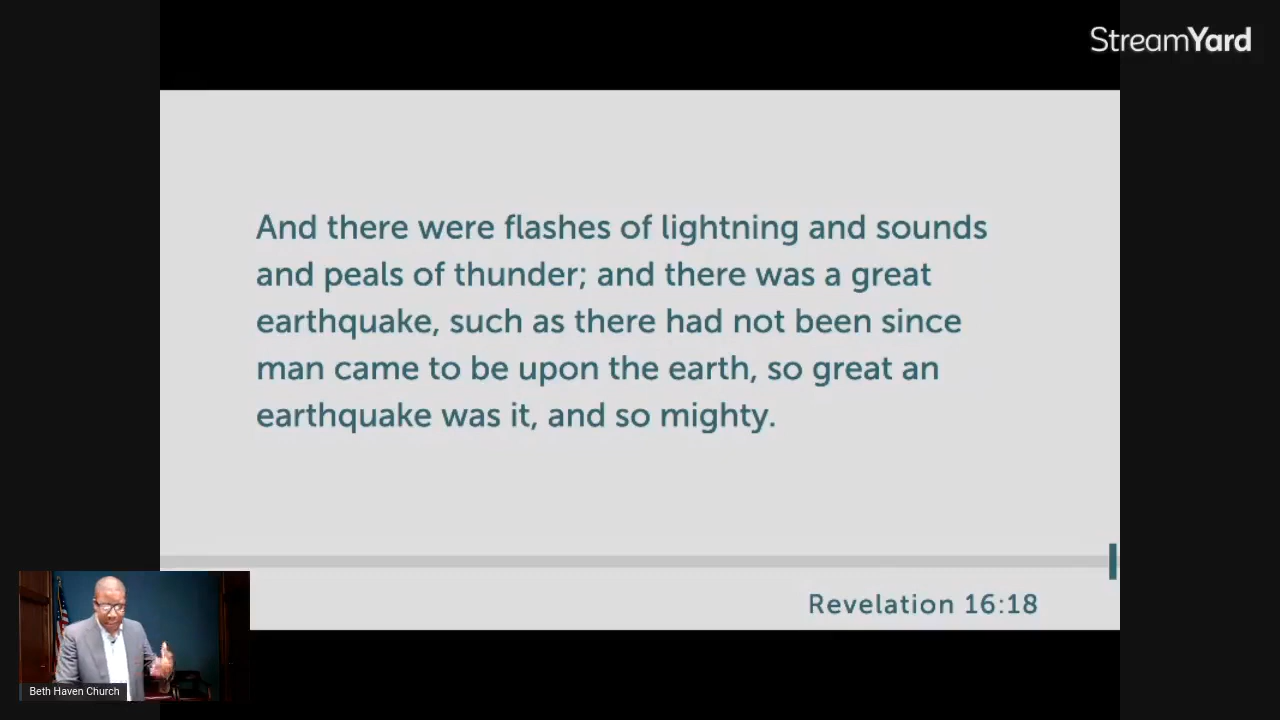 StreamYard
And there were flashes of lightning and sounds
and peals of thunder; and there was a great
earthquake, such as there had not been since
man came to be upon the earth, so great an
earthquake was it, and so mighty.
Revelation 16:18
Beth Haven Church